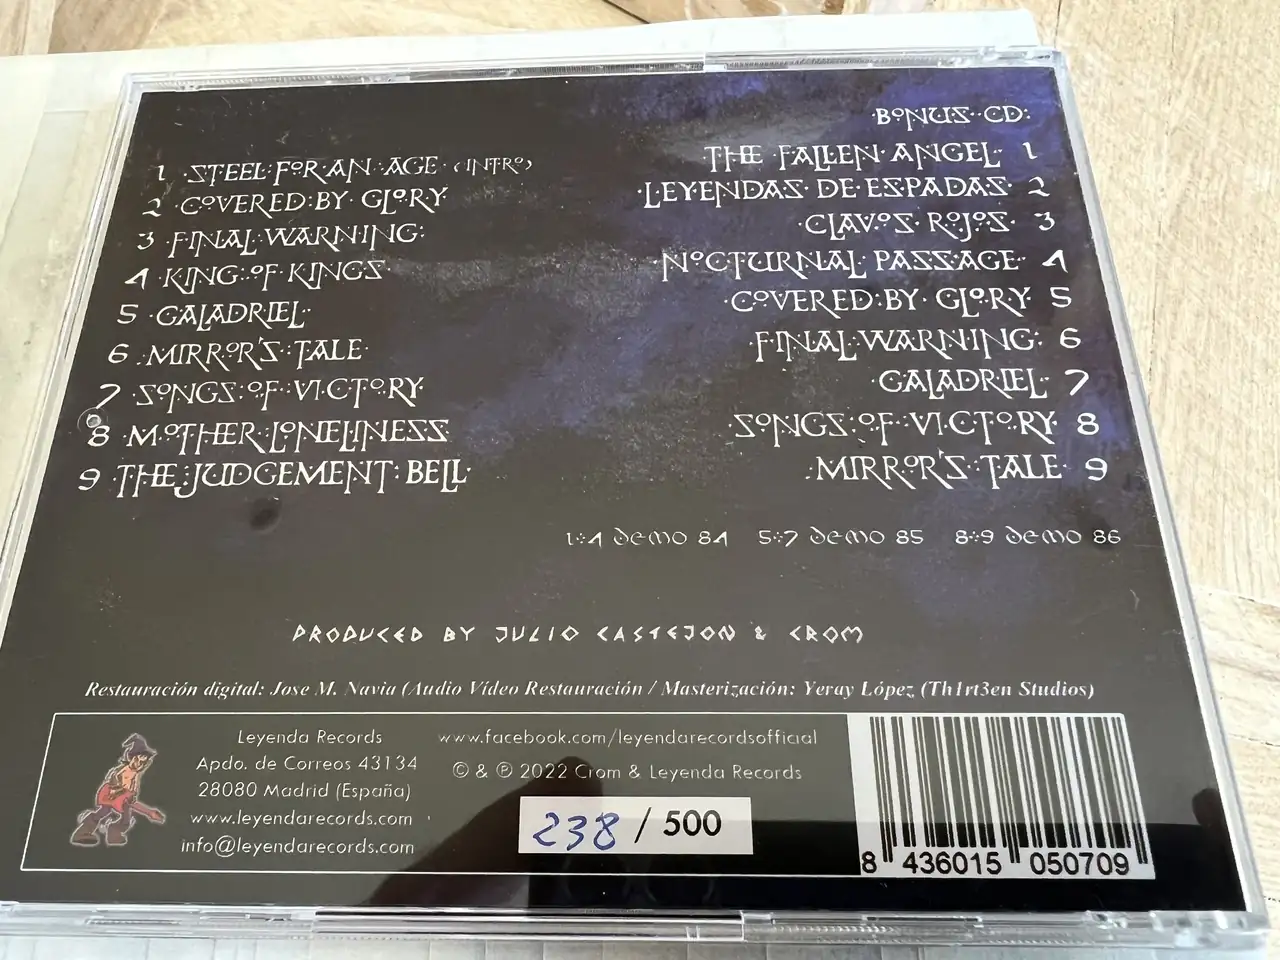 1 STEEL FOR AN AGE (INTRO)
2 COVERED BY GLORY
3 FINAL WARNING
4 KING OF KINGS
5 GALADRIEL
6 MIRROR'S TALE
7 SONGS OF VICTORY
8 MOTHER LONELINESS
9 THE JUDGEMENT BELL
BONUS CD:
THE FALLEN ANGEL 1
LEYENDAS DE ESPADAS 2
CLAVOS ROJOS 3
NOCTURNAL PASSAGE 4
COVERED BY GLORY 5
FINAL WARNING 6
GALADRIEL 7
SONGS OF VICTORY 8
MIRROR'S TALE 9
1÷4 DEMO 84 5÷7 DEMO 85 8÷9 DEMO 86
PRODUCED BY JULIO CASTEJON & CROM
Restauración digital: Jose M. Navia (Audio Vídeo Restauración / Masterización: Yeray López (Th1rt3en Studios)
Leyenda Records
Apdo. de Correos 43134
28080 Madrid (España)
www.leyendarecords.com
info@leyendarecords.com
www.facebook.com/leyendarecordsofficial
© & ℗ 2022 Crom & Leyenda Records
238 / 500
8 436015 050709